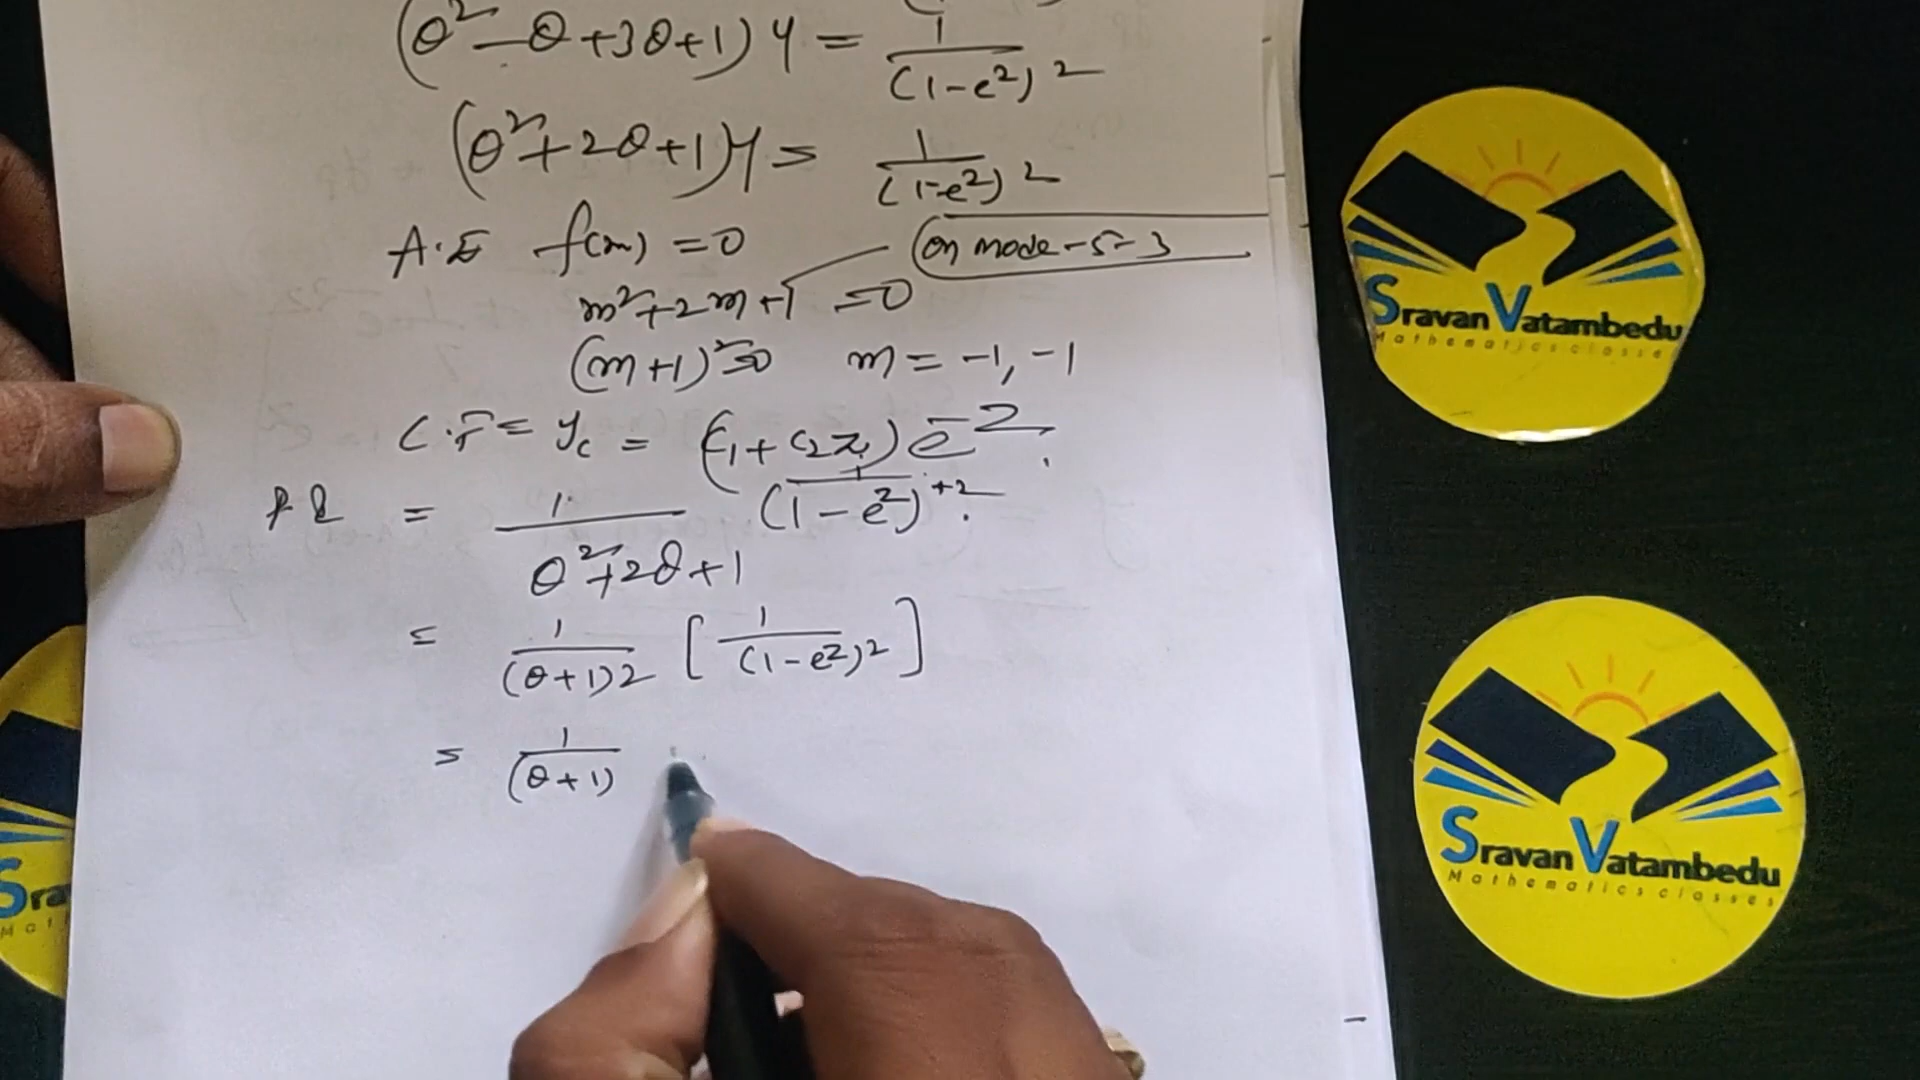 (θ² - θ + 3θ + 1) y = 1/(1-e^z)²
(θ² + 2θ + 1) y = 1/(1-e^z)²
A.E f(m) = 0
on mode - 5 - 3
m² + 2m + 1 = 0
(m + 1)² = 0 m = -1, -1
C.F = y_c = (c₁ + c₂z) e^-z
P I = 1/(θ² + 2θ + 1) 1/(1 - e^z)^+2
= 1/(θ+1)² [1/(1-e^z)²]
= 1/(θ+1)
Sravan Vatambedu
Mathematics classes
Sravan Vatambedu
Mathematics classes
Sra
Mat